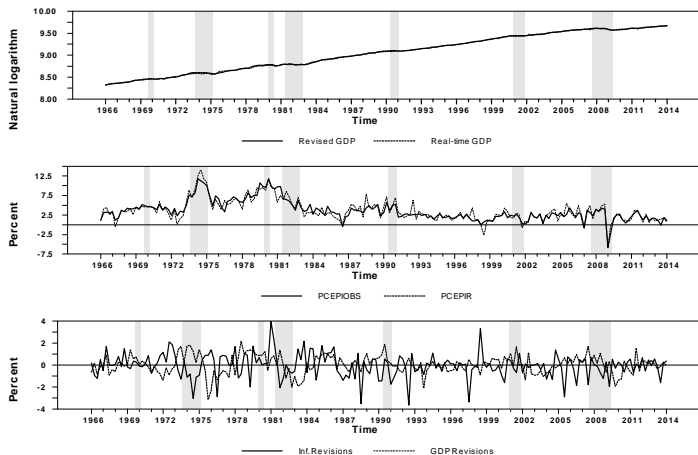 Natural logarithm
10.00
9.50
9.00
8.50
8.00
1966 1969 1972 1975 1978 1981 1984 1987 1990 1993 1996 1999 2002 2005 2008 2011 2014
Time
Revised GDP Real-time GDP
Percent
12.5
7.5
2.5
-2.5
-7.5
1966 1969 1972 1975 1978 1981 1984 1987 1990 1993 1996 1999 2002 2005 2008 2011 2014
Time
PCEPIOBS PCEPIR
Percent
4
2
0
-2
-4
1966 1969 1972 1975 1978 1981 1984 1987 1990 1993 1996 1999 2002 2005 2008 2011 2014
Time
Inf.Revisions GDP Revisions